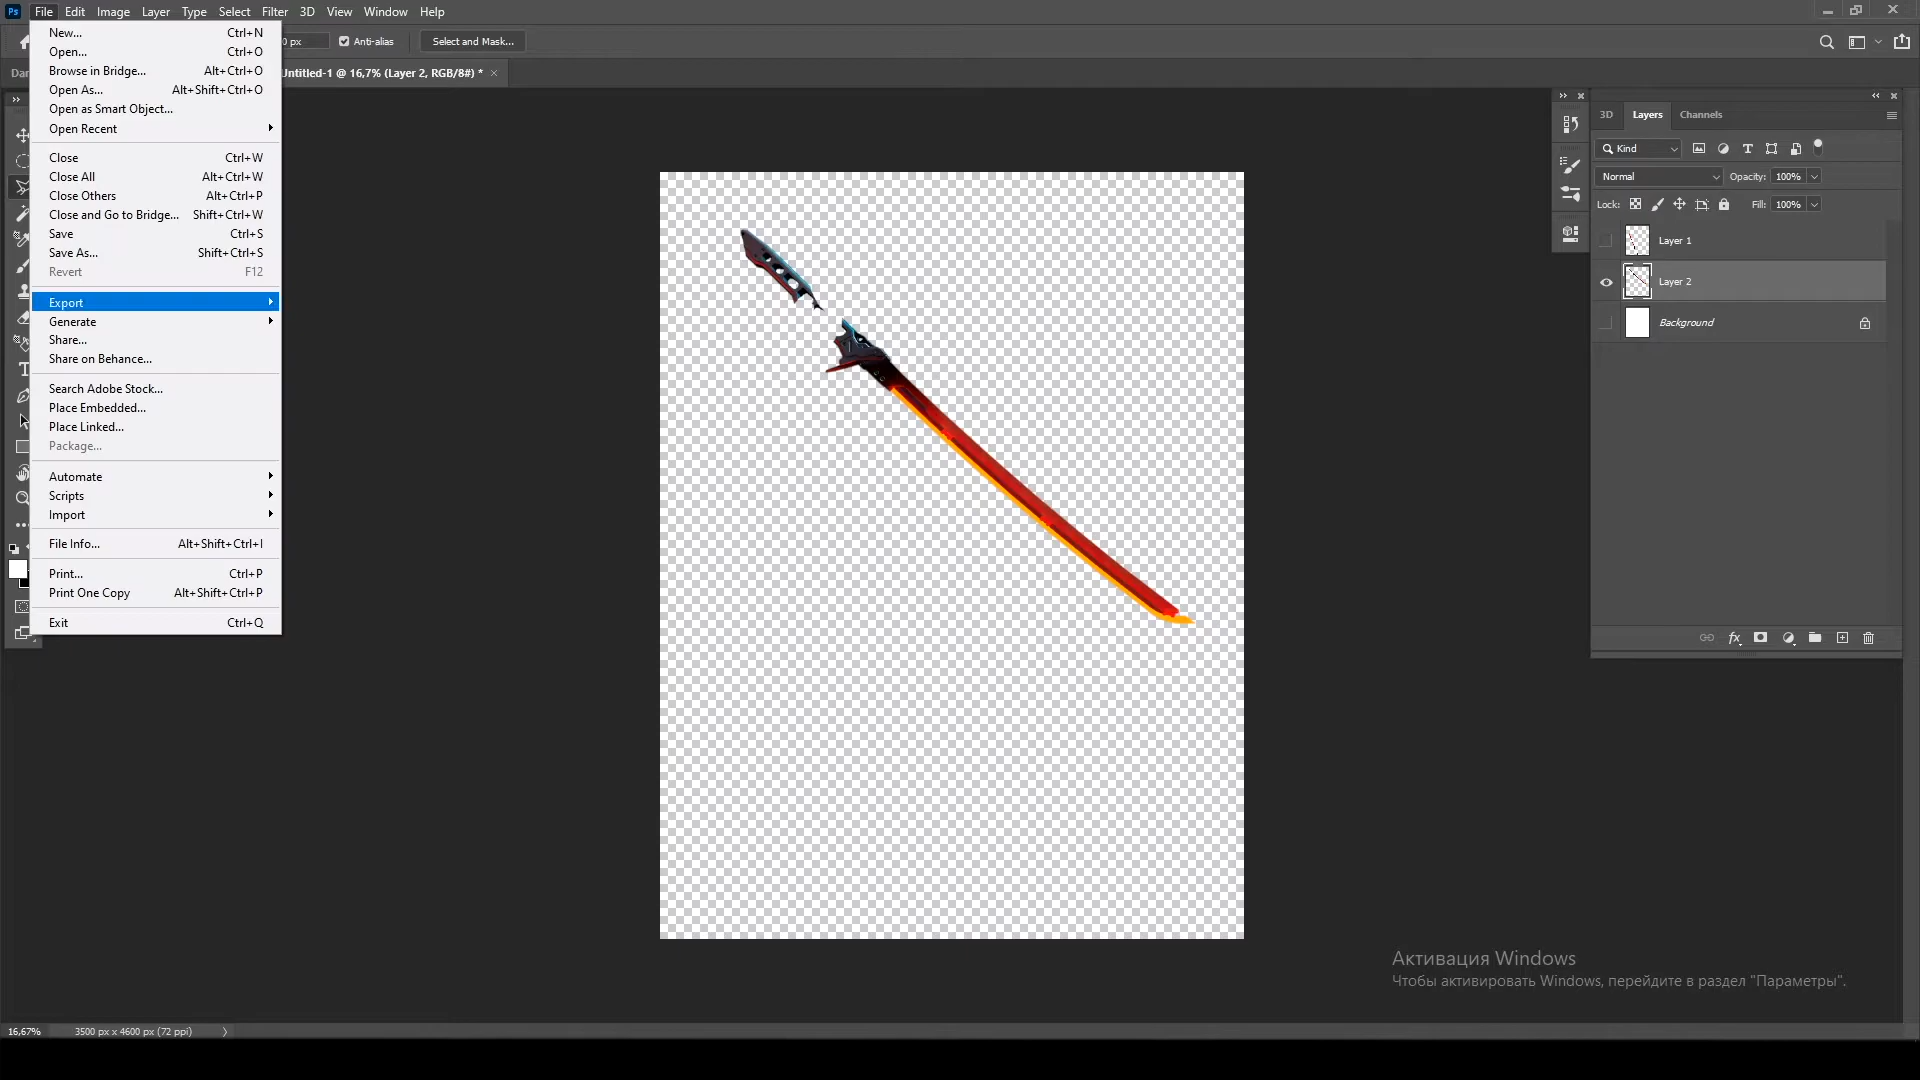 Ps File Edit Image Layer Type Select Filter 3D View Window Help
0 px Anti-alias Select and Mask...
Untitled-1 @ 16,7% (Layer 2, RGB/8#) *
New... Ctrl+N
Open... Ctrl+O
Browse in Bridge... Alt+Ctrl+O
Open As... Alt+Shift+Ctrl+O
Open as Smart Object...
Open Recent
Close Ctrl+W
Close All Alt+Ctrl+W
Close Others Alt+Ctrl+P
Close and Go to Bridge... Shift+Ctrl+W
Save Ctrl+S
Save As... Shift+Ctrl+S
Revert F12
Export
Generate
Share...
Share on Behance...
Search Adobe Stock...
Place Embedded...
Place Linked...
Package...
Automate
Scripts
Import
File Info... Alt+Shift+Ctrl+I
Print... Ctrl+P
Print One Copy Alt+Shift+Ctrl+P
Exit Ctrl+Q
3D Layers Channels
Kind
Normal Opacity: 100%
Lock: Fill: 100%
Layer 1
Layer 2
Background
fx
Активация Windows
Чтобы активировать Windows, перейдите в раздел "Параметры".
16,67% 3500 px x 4600 px (72 ppi)